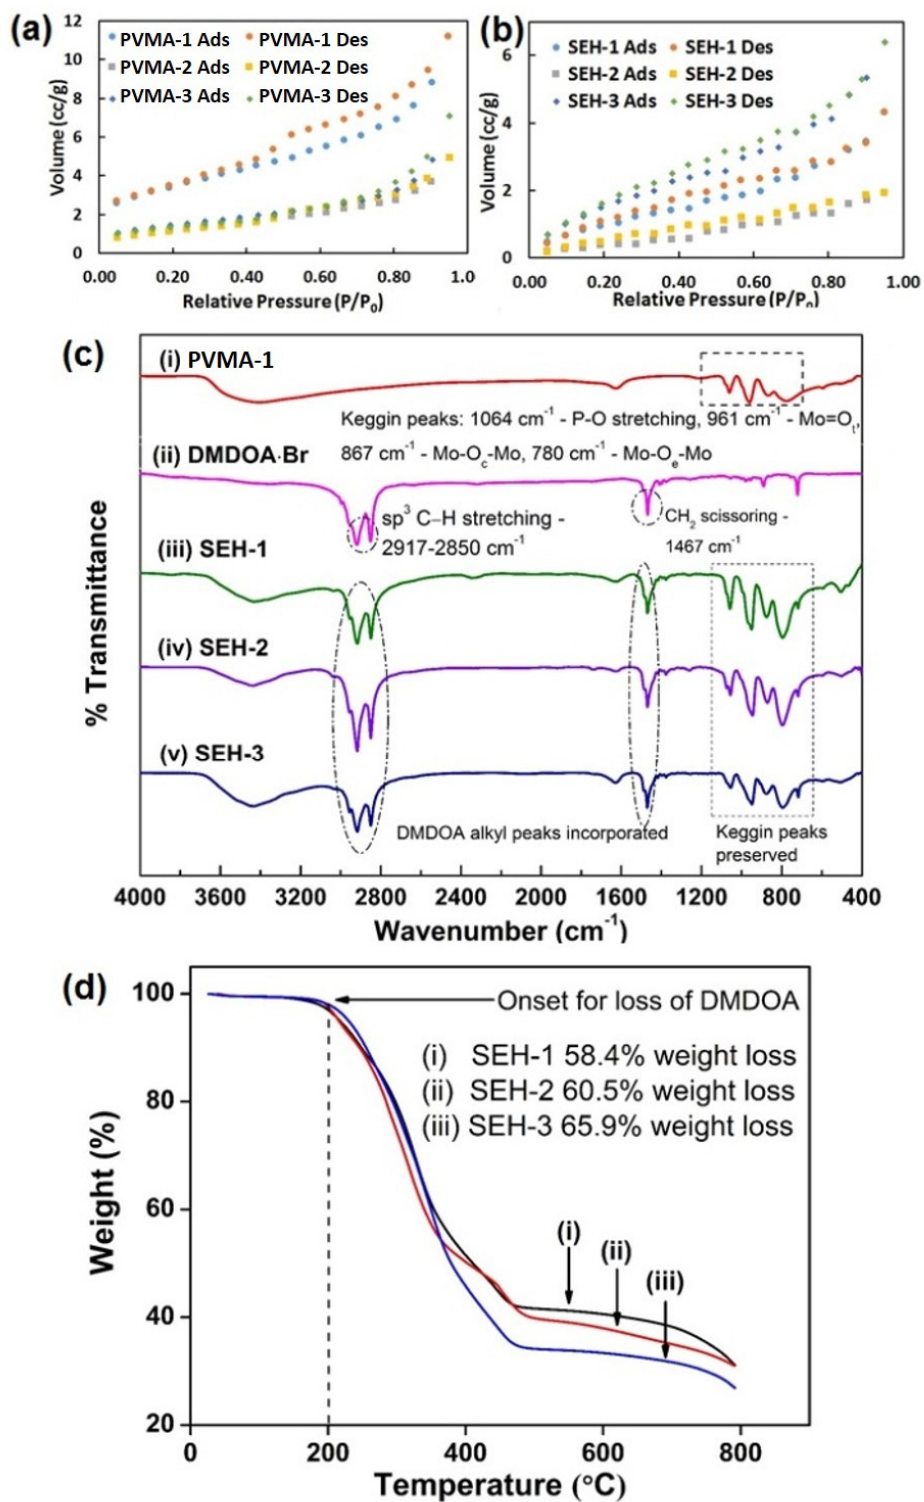 (a)
12
10
8
6
4
2
0
Volume (cc/g)
PVMA-1 Ads PVMA-1 Des
PVMA-2 Ads PVMA-2 Des
PVMA-3 Ads PVMA-3 Des
0.00 0.20 0.40 0.60 0.80 1.0
Relative Pressure (P/P₀)
(b)
6
4
2
0
Volume (cc/g)
SEH-1 Ads SEH-1 Des
SEH-2 Ads SEH-2 Des
SEH-3 Ads SEH-3 Des
0.00 0.20 0.40 0.60 0.80 1.00
Relative Pressure (P/P₀)
(c)
% Transmittance
(i) PVMA-1
Keggin peaks: 1064 cm⁻¹ - P-O stretching, 961 cm⁻¹ - Mo=Oₜ,
867 cm⁻¹ - Mo-O꜀-Mo, 780 cm⁻¹ - Mo-Oₑ-Mo
(ii) DMDOA·Br
sp³ C–H stretching -
2917-2850 cm⁻¹
CH₂ scissoring -
1467 cm⁻¹
(iii) SEH-1
(iv) SEH-2
(v) SEH-3
DMDOA alkyl peaks incorporated
Keggin peaks
preserved
4000 3600 3200 2800 2400 2000 1600 1200 800 400
Wavenumber (cm⁻¹)
(d)
100
80
60
40
20
Weight (%)
Onset for loss of DMDOA
(i) SEH-1 58.4% weight loss
(ii) SEH-2 60.5% weight loss
(iii) SEH-3 65.9% weight loss
(i)
(ii)
(iii)
0 200 400 600 800
Temperature (°C)